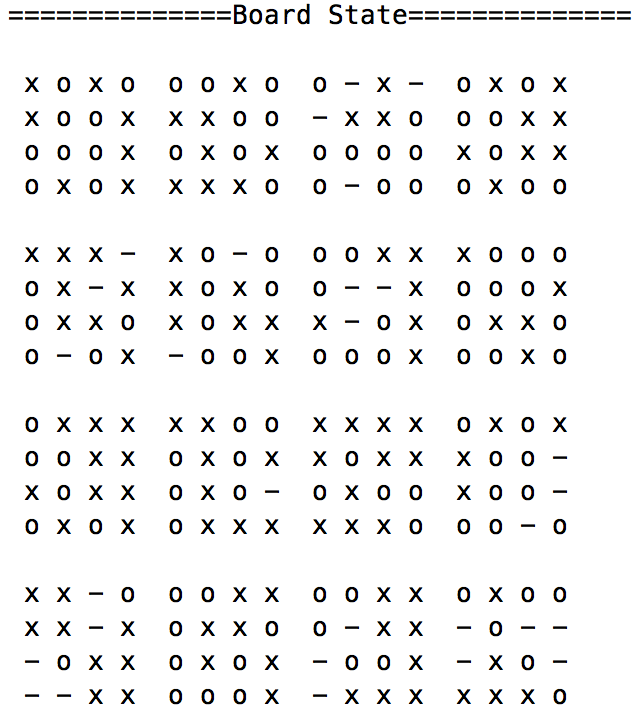 ==============Board State==============
x o x o  o o x o  o - x -  o x o x
x o o x  x x o o  - x x o  o o x x
o o o x  o x o x  o o o o  x o x x
o x o x  x x x o  o - o o  o x o o
x x x -  x o - o  o o x x  x o o o
o x - x  x o x o  o - - x  o o o x
o x x o  x o x x  x - o x  o x x o
o - o x  - o o x  o o o x  o o x o
o x x x  x x o o  x x x x  o x o x
o o x x  o x o x  x o x x  x o o -
x o x x  o x o -  o x o o  x o o -
o x o x  o x x x  x x x o  o o - o
x x - o  o o x x  o o x x  o x o o
x x - x  o x x o  o - x x  - o - -
- o x x  o x o x  - o o x  - x o -
- - x x  o o o x  - x x x  x x x o